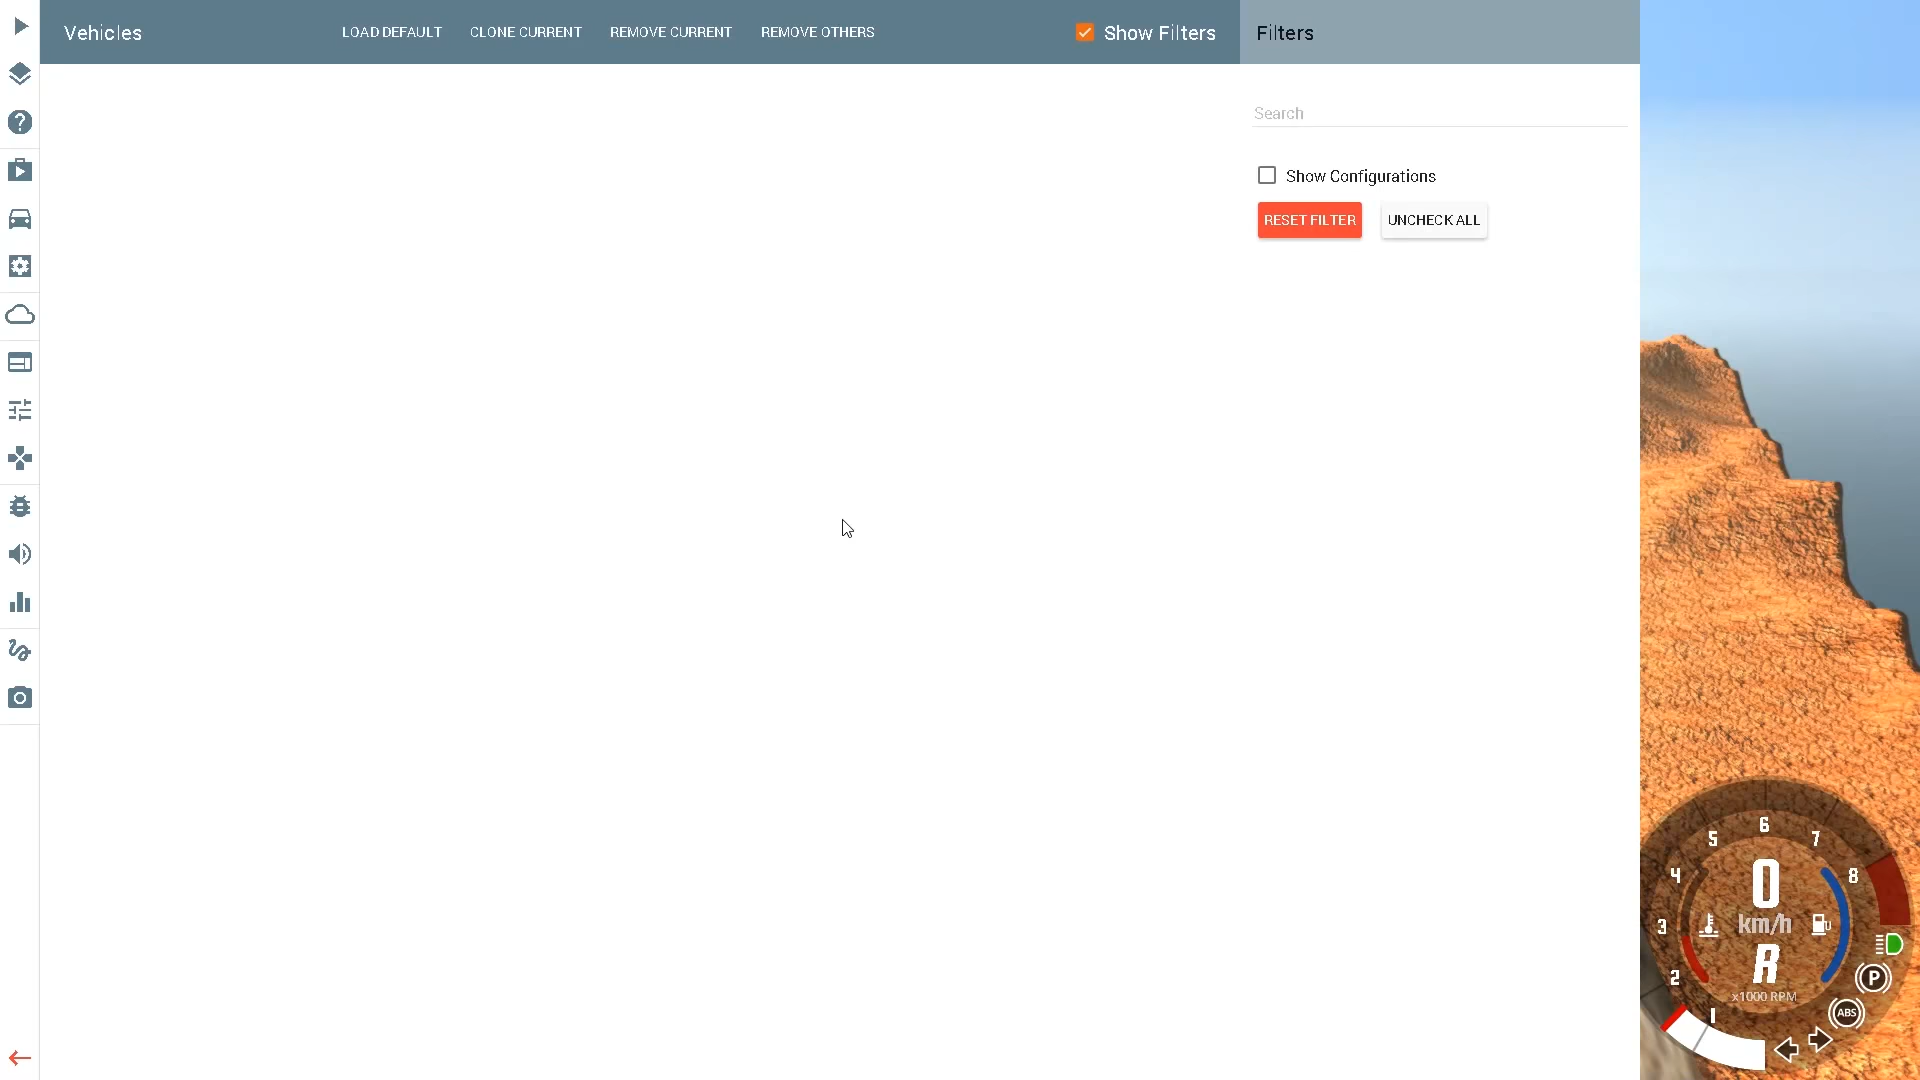 Vehicles
LOAD DEFAULT
CLONE CURRENT
REMOVE CURRENT
REMOVE OTHERS
Show Filters
Filters
Search
Show Configurations
RESET FILTER
UNCHECK ALL
1
2
3
4
5
6
7
8
0
km/h
R
x1000 RPM
P
ABS